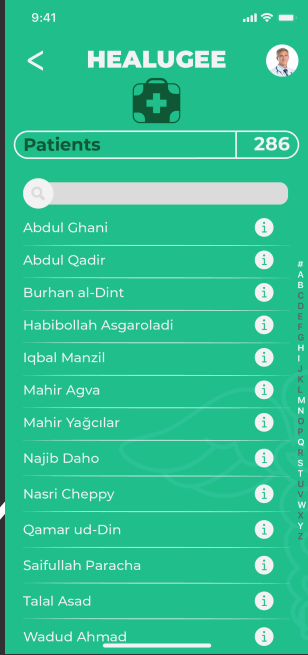 9:41
<
HEALUGEE
Patients 286
Abdul Ghani i
Abdul Qadir i
Burhan al-Dint i
Habibollah Asgaroladi i
Iqbal Manzil i
Mahir Agva i
Mahir Yağcılar i
Najib Daho i
Nasri Cheppy i
Qamar ud-Din i
Saifullah Paracha i
Talal Asad i
Wadud Ahmad i
#
A
B
C
D
E
F
G
H
I
J
K
L
M
N
O
P
Q
R
S
T
U
V
W
X
Y
Z